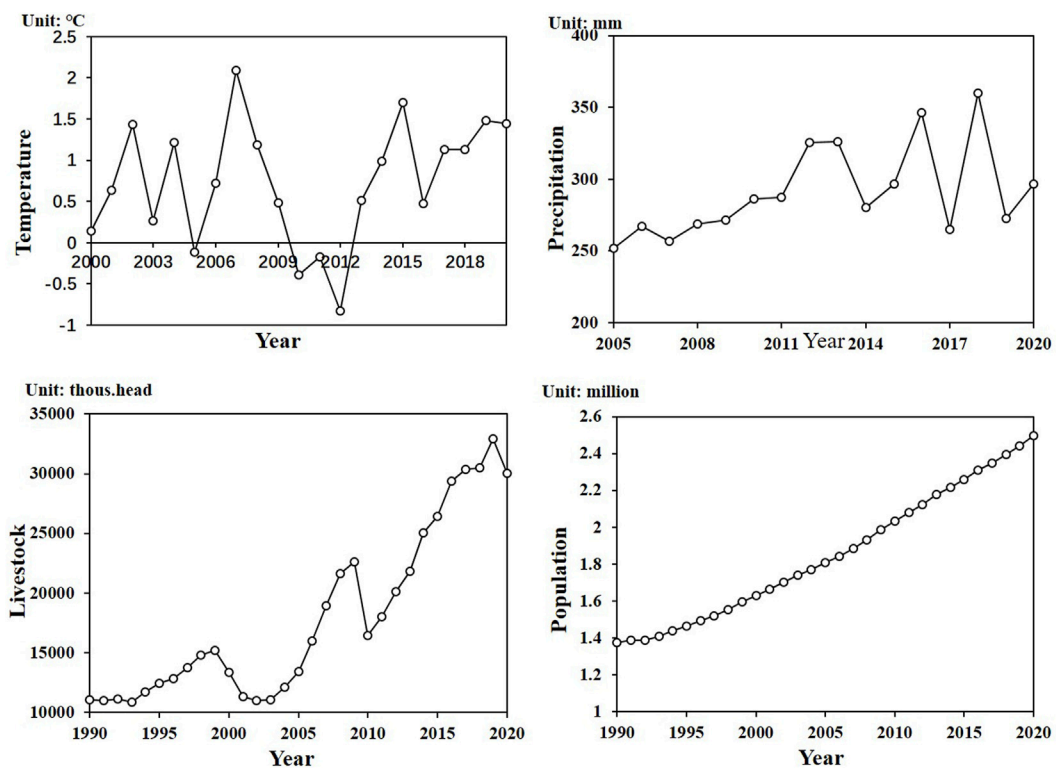 Unit: °C
2.5
2
1.5
1
0.5
0
-0.5
-1
Temperature
2000 2003 2006 2009 2012 2015 2018
Year
Unit: mm
400
350
300
250
200
Precipitation
2005 2008 2011 2014 2017 2020
Year
Unit: thous.head
35000
30000
25000
20000
15000
10000
Livestock
1990 1995 2000 2005 2010 2015 2020
Year
Unit: million
2.6
2.4
2.2
2
1.8
1.6
1.4
1.2
1
Population
1990 1995 2000 2005 2010 2015 2020
Year